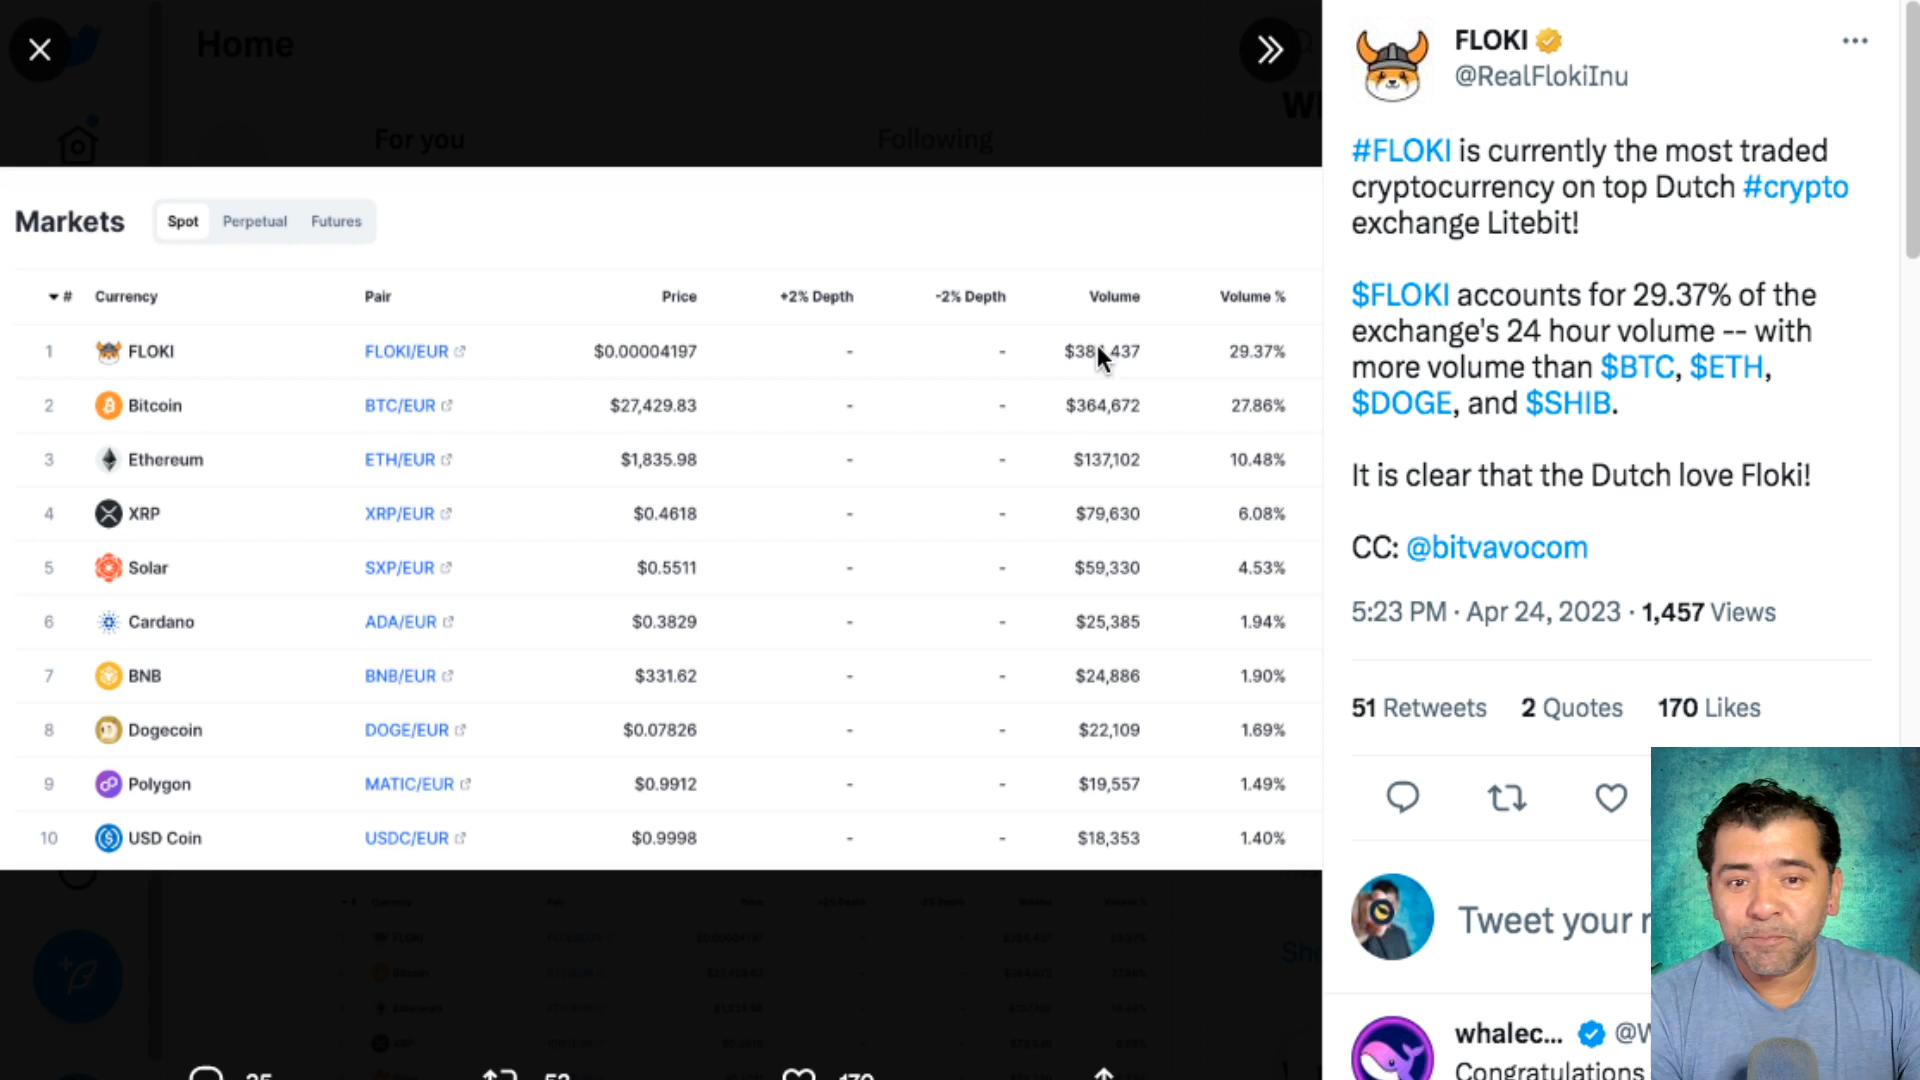 Home
For you
Following
Markets
Spot Perpetual Futures
# Currency Pair Price +2% Depth -2% Depth Volume Volume %
1 FLOKI FLOKI/EUR $0.00004197 - - 29.37%
2 Bitcoin BTC/EUR $27,429.83 - - $364,672 27.86%
3 Ethereum ETH/EUR $1,835.98 - - $137,102 10.48%
4 XRP XRP/EUR $0.4618 - - $79,630 6.08%
5 Solar SXP/EUR $0.5511 - - $59,330 4.53%
6 Cardano ADA/EUR $0.3829 - - $25,385 1.94%
7 BNB BNB/EUR $331.62 - - $24,886 1.90%
8 Dogecoin DOGE/EUR $0.07826 - - $22,109 1.69%
9 Polygon MATIC/EUR $0.9912 - - $19,557 1.49%
10 USD Coin USDC/EUR $0.9998 - - $18,353 1.40%
FLOKI
@RealFlokiInu
#FLOKI is currently the most traded
cryptocurrency on top Dutch #crypto
exchange Litebit!
$FLOKI accounts for 29.37% of the
exchange's 24 hour volume -- with
more volume than $BTC, $ETH,
$DOGE, and $SHIB.
It is clear that the Dutch love Floki!
CC: @bitvavocom
5:23 PM · Apr 24, 2023 · 1,457 Views
51 Retweets 2 Quotes 170 Likes
Tweet your
whalec... @W
Congratulations